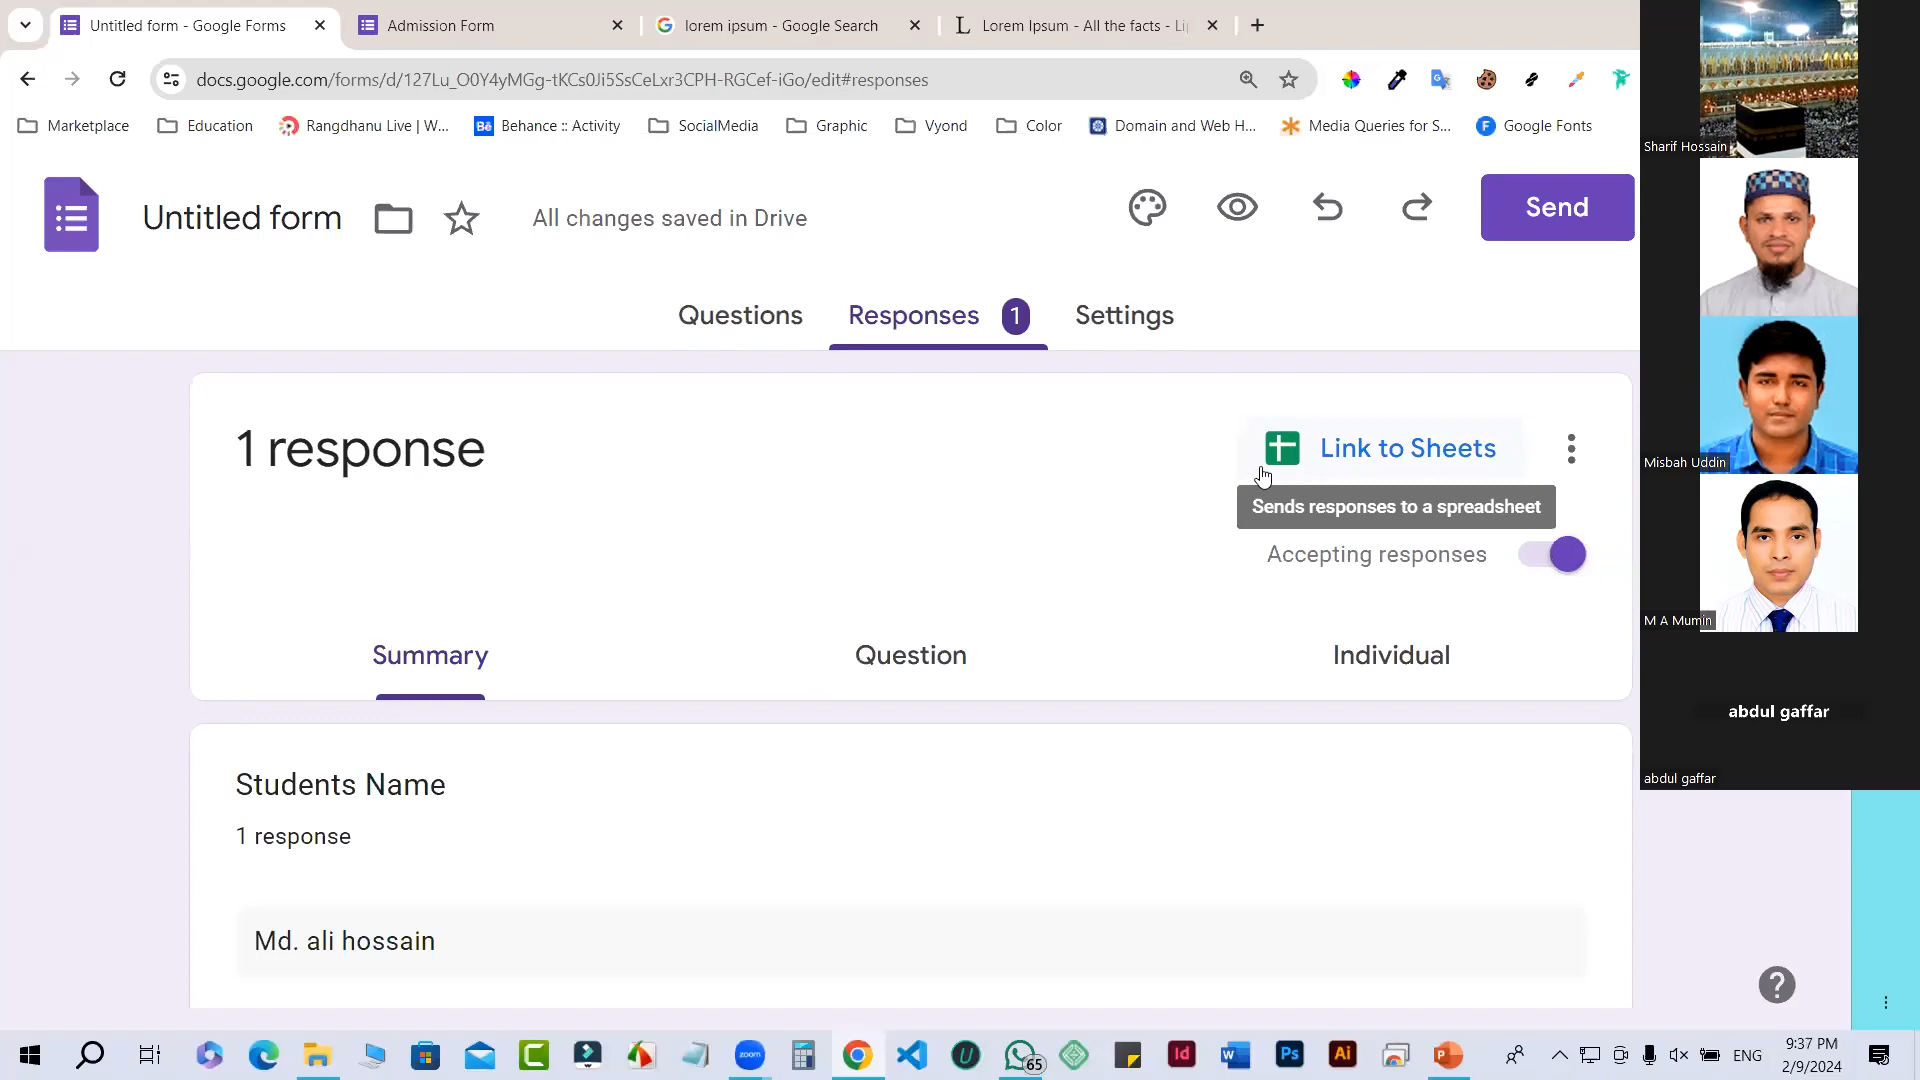 Untitled form - Google Forms
Admission Form
lorem ipsum - Google Search
Lorem Ipsum - All the facts - Li
docs.google.com/forms/d/127Lu_O0Y4yMGg-tKCs0Ji5SsCeLxr3CPH-RGCef-iGo/edit#responses
Marketplace
Education
Rangdhanu Live | W...
Behance :: Activity
SocialMedia
Graphic
Vyond
Color
Domain and Web H...
Media Queries for S...
Google Fonts
Untitled form
All changes saved in Drive
Send
Questions
Responses
1
Settings
1 response
Link to Sheets
Sends responses to a spreadsheet
Accepting responses
Summary
Question
Individual
Students Name
1 response
Md. ali hossain
Sharif Hossain
Misbah Uddin
M A Mumin
abdul gaffar
abdul gaffar
zoom
65
Id
Ps
Ai
ENG
9:37 PM
2/9/2024